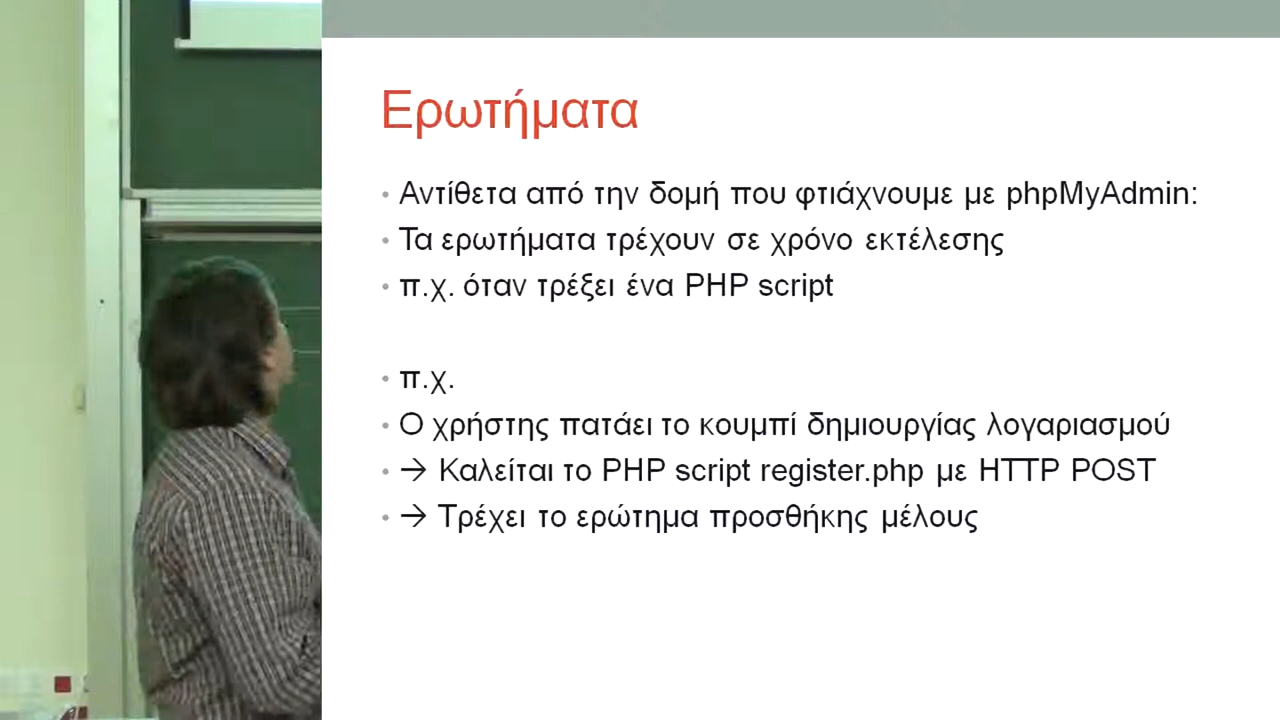 Ερωτήματα
• Αντίθετα από την δομή που φτιάχνουμε με phpMyAdmin:
• Τα ερωτήματα τρέχουν σε χρόνο εκτέλεσης
• π.χ. όταν τρέξει ένα PHP script
• π.χ.
• Ο χρήστης πατάει το κουμπί δημιουργίας λογαριασμού
• → Καλείται το PHP script register.php με HTTP POST
• → Τρέχει το ερώτημα προσθήκης μέλους